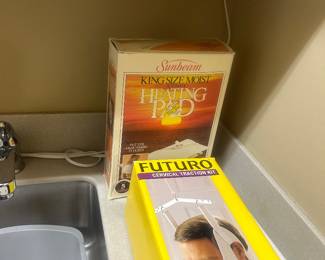 Sunbeam
KING SIZE MOIST
HEATING
PAD
FUTURO
CERVICAL TRACTION KIT